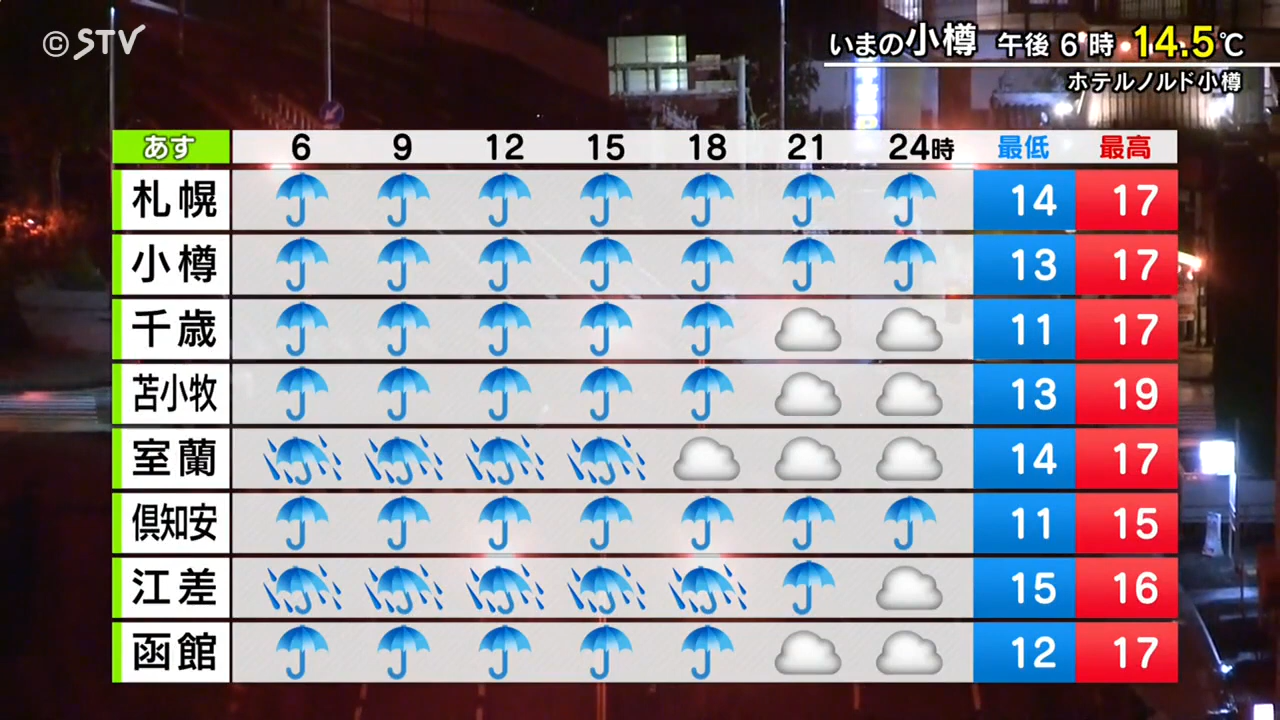 © STV
いまの小樽 午後6時 14.5℃
ホテルノルド小樽
あす 6 9 12 15 18 21 24時 最低 最高
札幌 14 17
小樽 13 17
千歳 11 17
苫小牧 13 19
室蘭 14 17
倶知安 11 15
江差 15 16
函館 12 17